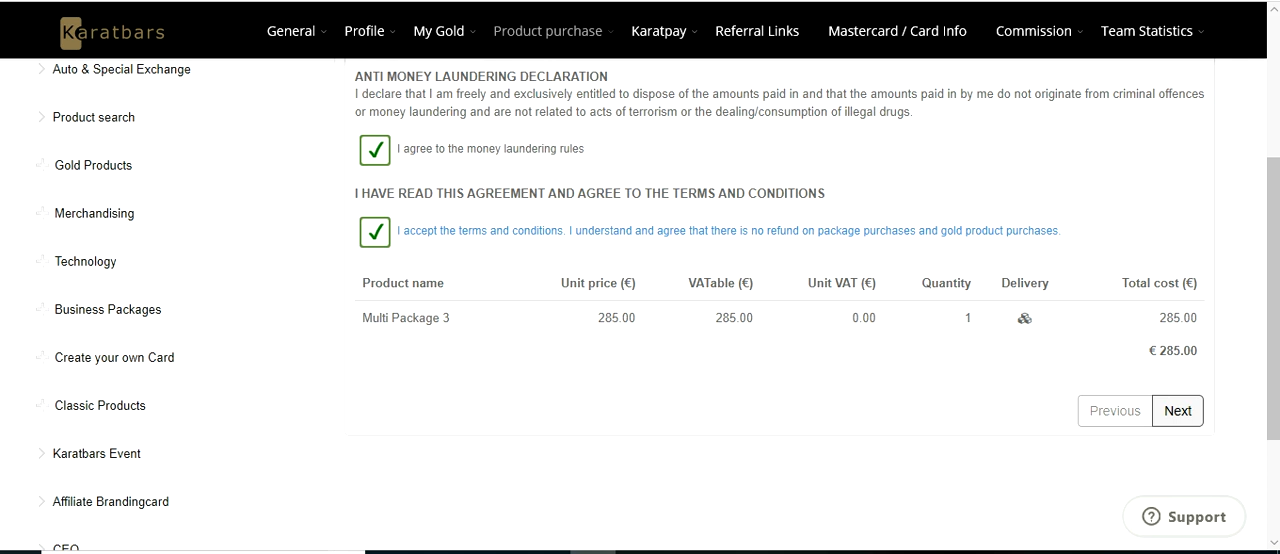 Karatbars
General Profile My Gold Product purchase Karatpay Referral Links Mastercard / Card Info Commission Team Statistics
Auto & Special Exchange
Product search
Gold Products
Merchandising
Technology
Business Packages
Create your own Card
Classic Products
Karatbars Event
Affiliate Brandingcard
CEO
ANTI MONEY LAUNDERING DECLARATION
I declare that I am freely and exclusively entitled to dispose of the amounts paid in and that the amounts paid in by me do not originate from criminal offences
or money laundering and are not related to acts of terrorism or the dealing/consumption of illegal drugs.
I agree to the money laundering rules
I HAVE READ THIS AGREEMENT AND AGREE TO THE TERMS AND CONDITIONS
I accept the terms and conditions. I understand and agree that there is no refund on package purchases and gold product purchases.
Product name Unit price (€) VATable (€) Unit VAT (€) Quantity Delivery Total cost (€)
Multi Package 3 285.00 285.00 0.00 1 285.00
€ 285.00
Previous Next
Support